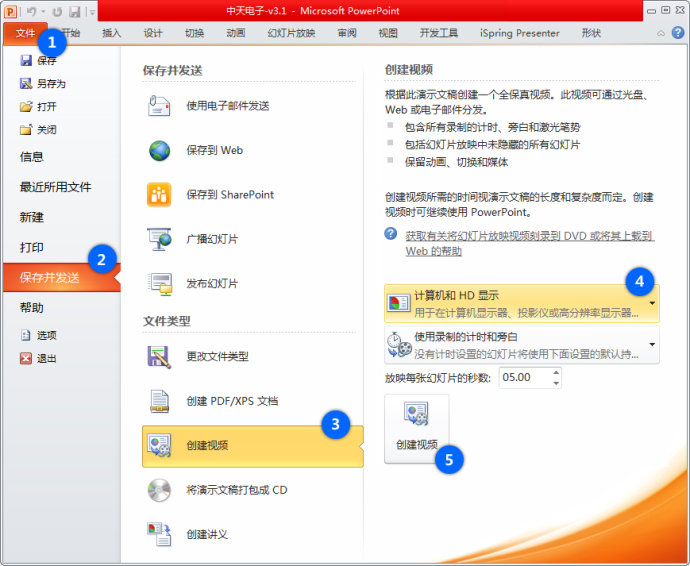 中天电子-v3.1 - Microsoft PowerPoint
文件 1 开始 插入 设计 切换 动画 幻灯片放映 审阅 视图 开发工具 iSpring Presenter 形状
保存
另存为
打开
关闭
信息
最近所用文件
新建
打印
2
保存并发送
帮助
选项
退出
保存并发送
使用电子邮件发送
保存到 Web
保存到 SharePoint
广播幻灯片
发布幻灯片
文件类型
更改文件类型
创建 PDF/XPS 文档
3
创建视频
将演示文稿打包成 CD
创建讲义
创建视频
根据此演示文稿创建一个全保真视频。此视频可通过光盘、
Web 或电子邮件分发。
包含所有录制的计时、旁白和激光笔势
包括幻灯片放映中未隐藏的所有幻灯片
保留动画、切换和媒体
创建视频所需的时间视演示文稿的长度和复杂度而定。创建
视频时可继续使用 PowerPoint。
获取有关将幻灯片放映视频刻录到 DVD 或将其上载到
Web 的帮助
4
计算机和 HD 显示
用于在计算机显示器、投影仪或高分辨率显示器...
使用录制的计时和旁白
没有计时设置的幻灯片将使用下面设置的默认持...
放映每张幻灯片的秒数: 05.00
创建视频
5